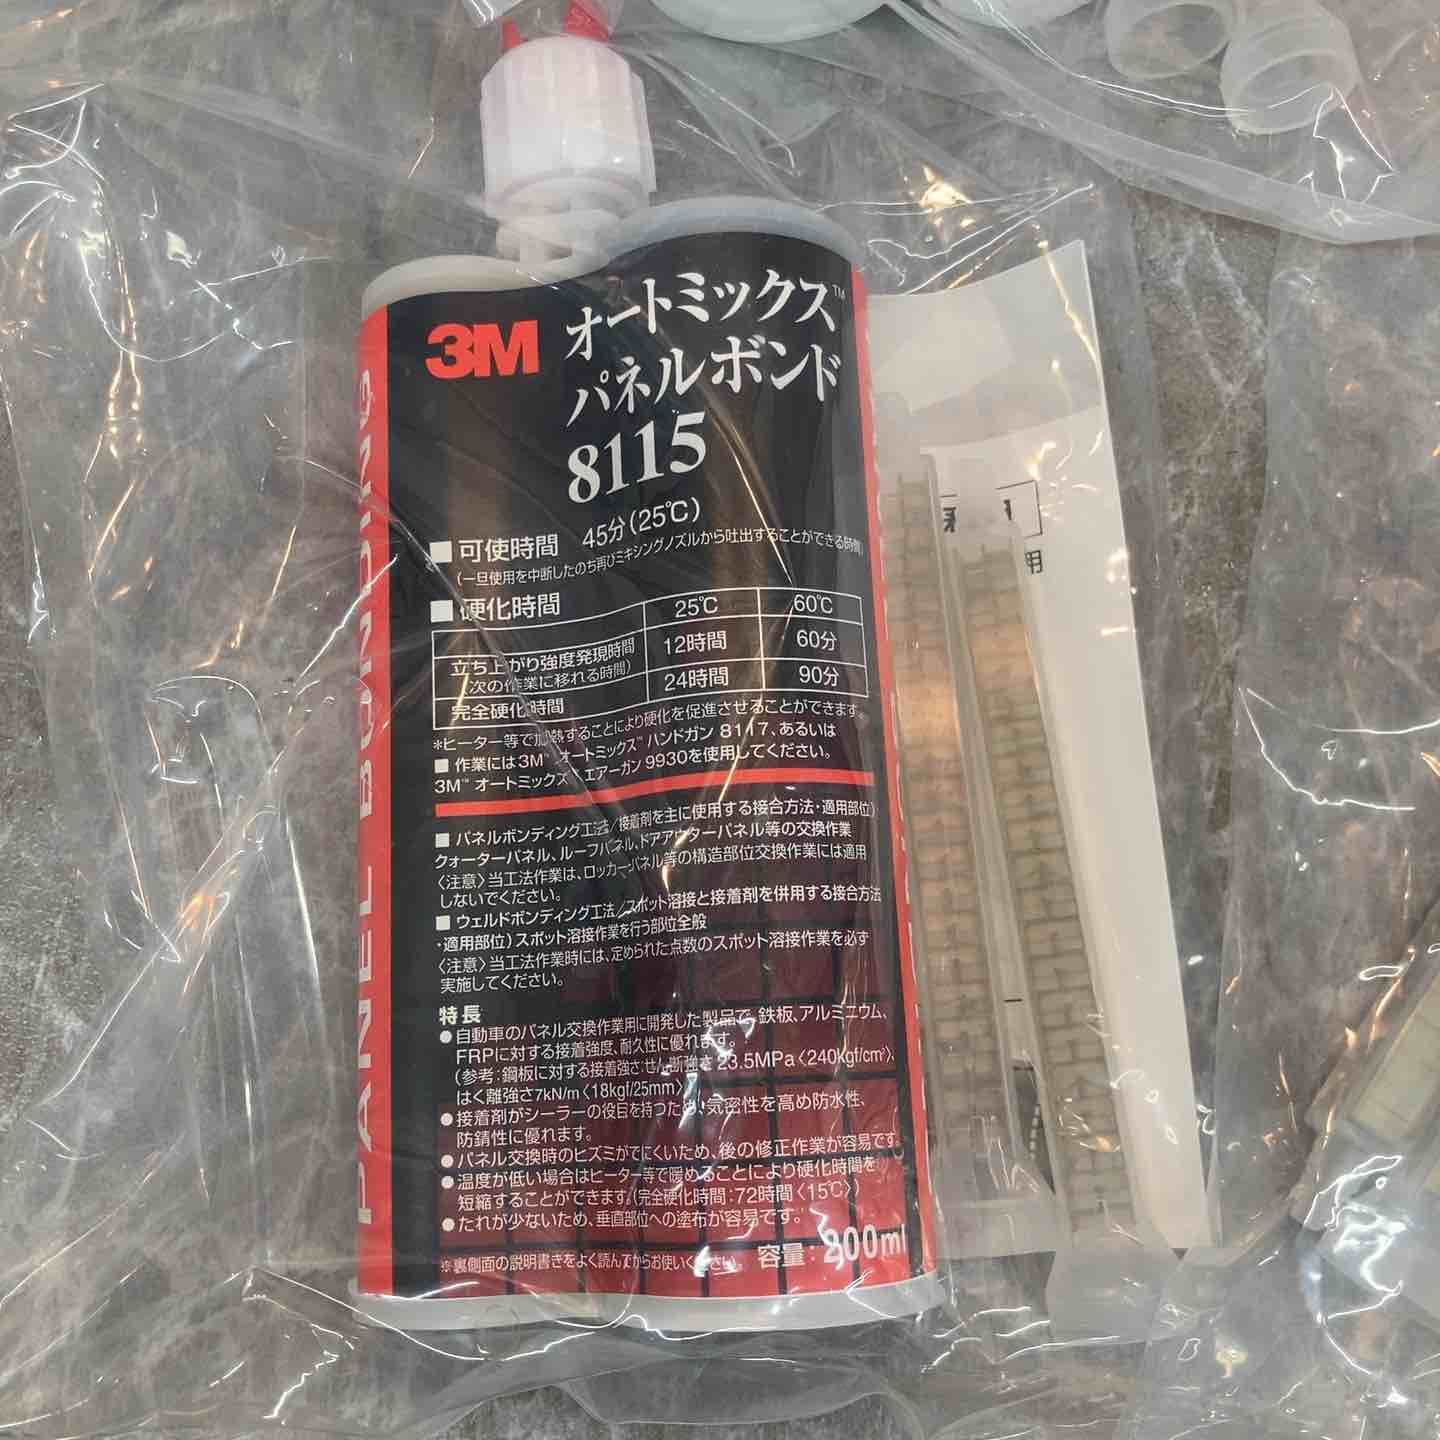 PANEL BONDING
3M
オートミックス™
パネルボンド
8115
■ 可使時間 45分(25℃)
(一旦使用を中断したのち再びミキシングノズルから吐出することができる時間)
■ 硬化時間
25℃ 60℃
立ち上がり強度発現時間 12時間 60分
(次の作業に移れる時間)
完全硬化時間 24時間 90分
*ヒーター等で加熱することにより硬化を促進させることができます。
■ 作業には3M™ オートミックス™ ハンドガン 8117、あるいは
3M™ オートミックス™ エアーガン 9930を使用してください。
■ パネルボンディング工法/接着剤を主に使用する接合方法・適用部位)
クォーターパネル、ルーフパネル、ドアアウターパネル等の交換作業
〈注意〉当工法作業は、ロッカーパネル等の構造部位交換作業には適用
しないでください。
■ ウェルドボンディング工法/スポット溶接と接着剤を併用する接合方法
・適用部位)スポット溶接作業を行う部位全般
〈注意〉当工法作業時には、定められた点数のスポット溶接作業を必ず
実施してください。
特長
●自動車のパネル交換作業用に開発した製品で、鉄板、アルミニウム、
FRPに対する接着強度、耐久性に優れます。
(参考:鋼板に対する接着強さ:せん断強さ23.5MPa〈240kgf/cm²〉、
はく離強さ7kN/m〈18kgf/25mm〉)
●接着剤がシーラーの役目を持つため、気密性を高め防水性、
防錆性に優れます。
●パネル交換時のヒズミがでにくいため、後の修正作業が容易です。
●温度が低い場合はヒーター等で暖めることにより硬化時間を
短縮することができます。(完全硬化時間:72時間〈15℃〉)
●たれが少ないため、垂直部位への塗布が容易です。
※裏側面の説明書きをよく読んでからお使いください。 容量:200ml
用